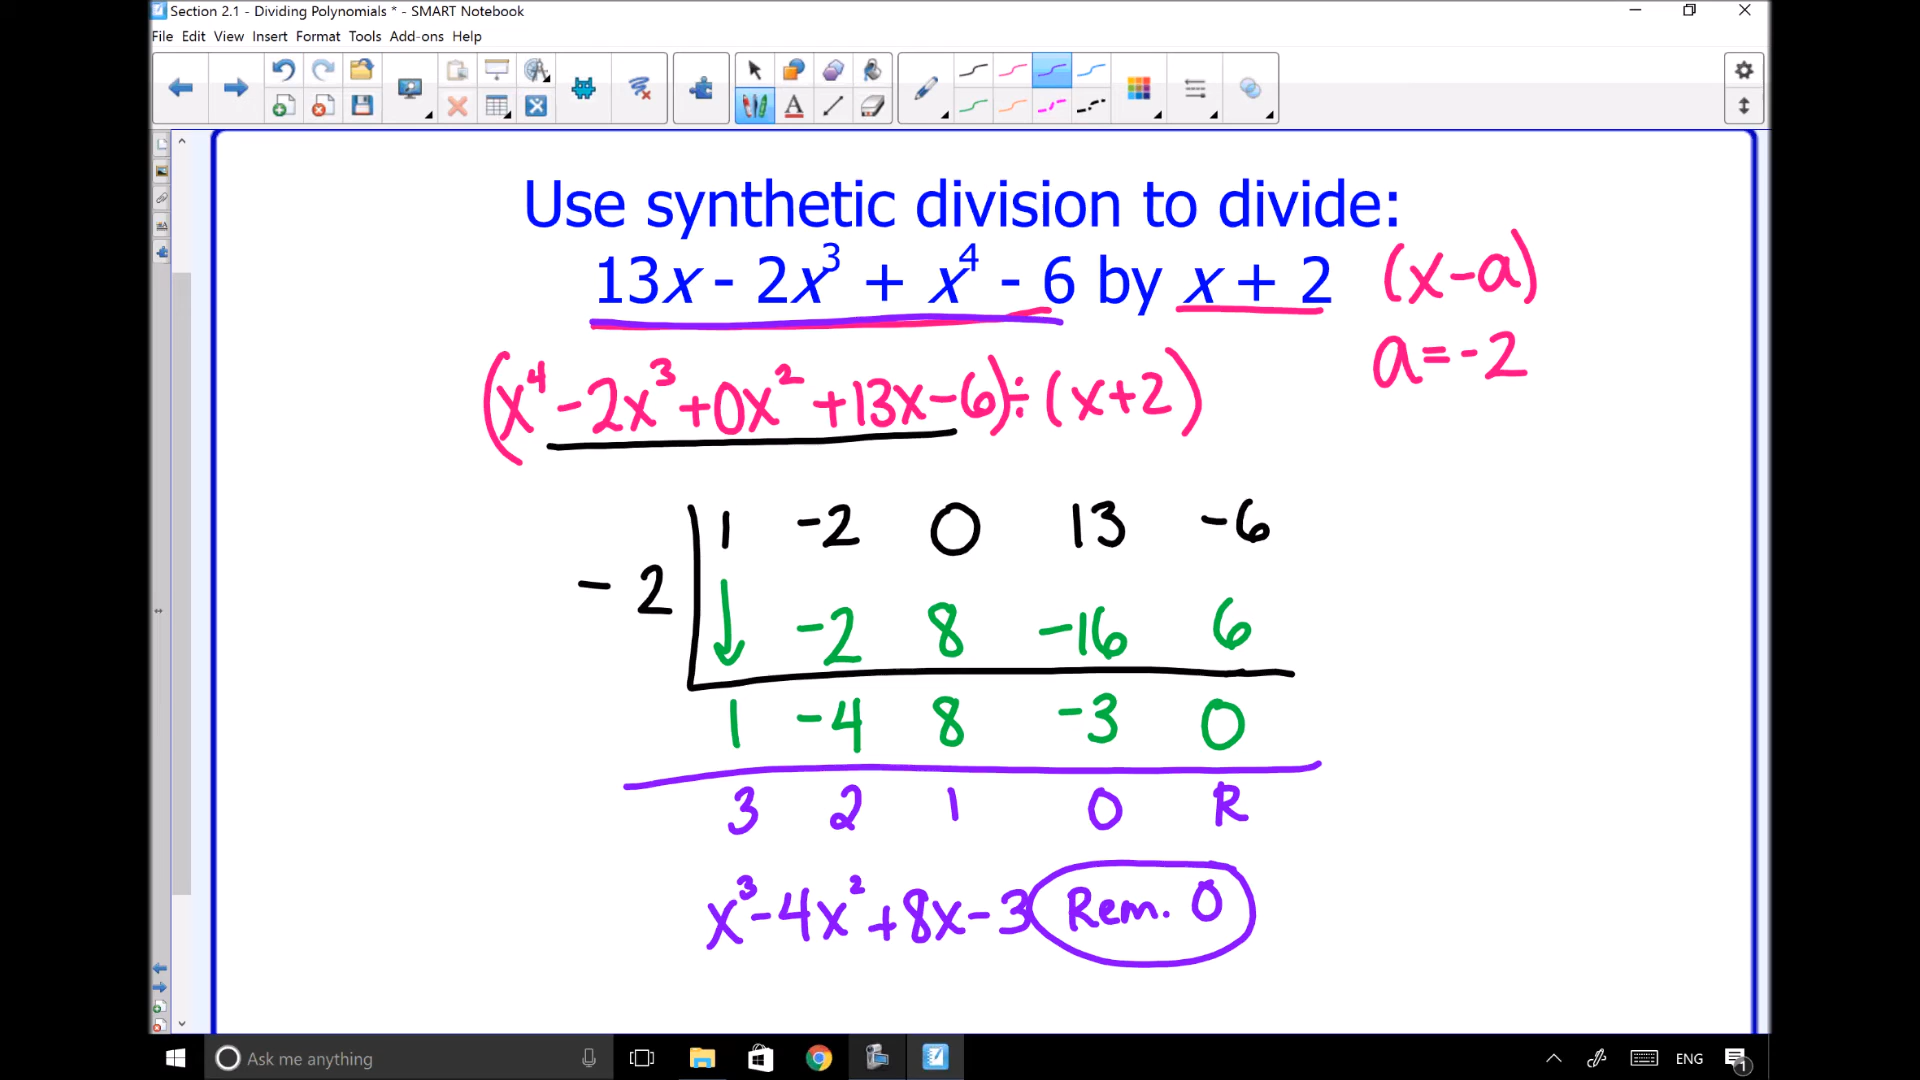 Section 2.1 - Dividing Polynomials * - SMART Notebook
File Edit View Insert Format Tools Add-ons Help
Use synthetic division to divide:
13x - 2x³ + x⁴ - 6 by x + 2
(x-a)
a=-2
(x⁴-2x³+0x²+13x-6)÷(x+2)
1 -2 0 13 -6
-2
-2 8 -16 6
1 -4 8 -3 0
3 2 1 0 R
x³-4x²+8x-3 Rem. 0
Ask me anything
ENG
1